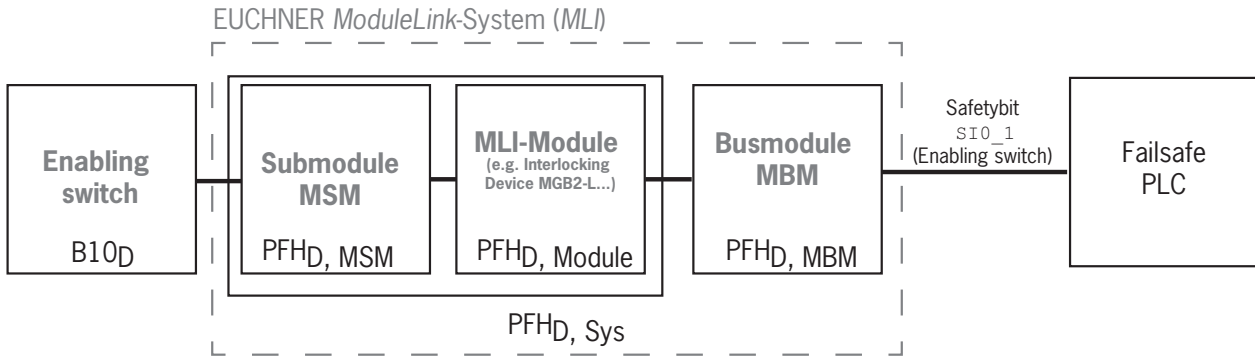 EUCHNER ModuleLink-System (MLI)
Enabling
switch
B10D
Submodule
MSM
PFHD, MSM
MLI-Module
(e.g. Interlocking
Device MGB2-L...)
PFHD, Module
Busmodule
MBM
PFHD, MBM
PFHD, Sys
Safetybit
SI0_1
(Enabling switch)
Failsafe
PLC